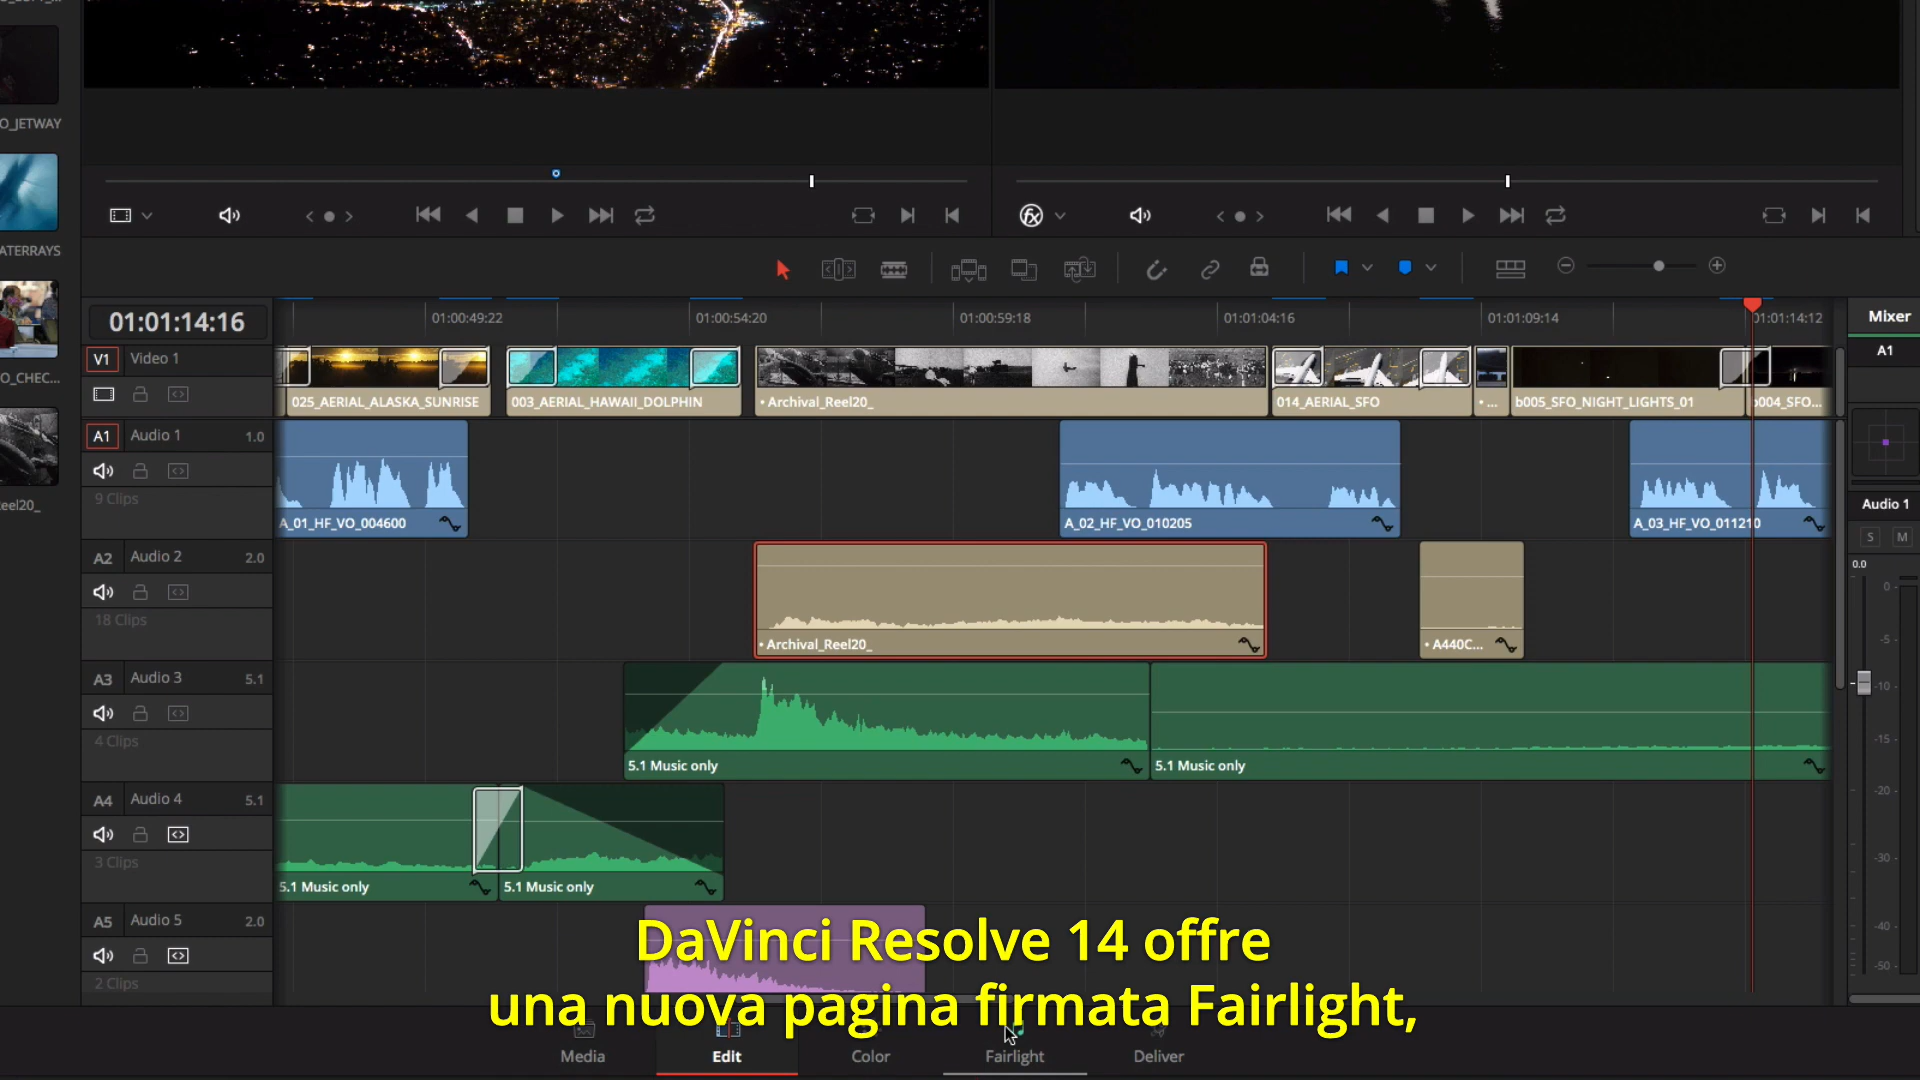 O_JETWAY
ATERRAYS
O_CHEC...
eel20_
01:01:14:16
01:00:49:22
01:00:54:20
01:00:59:18
01:01:04:16
01:01:09:14
01:01:14:12
Mixer
V1 Video 1
025_AERIAL_ALASKA_SUNRISE
003_AERIAL_HAWAII_DOLPHIN
• Archival_Reel20_
014_AERIAL_SFO
• ...
b005_SFO_NIGHT_LIGHTS_01
b004_SFO...
A1
A1 Audio 1 1.0
9 Clips
A_01_HF_VO_004600
A_02_HF_VO_010205
A_03_HF_VO_011210
Audio 1
S M
0.0
0
-5
-10
-15
-20
-30
-40
-50
A2 Audio 2 2.0
18 Clips
• Archival_Reel20_
• A440C...
A3 Audio 3 5.1
4 Clips
5.1 Music only
5.1 Music only
A4 Audio 4 5.1
3 Clips
5.1 Music only
5.1 Music only
A5 Audio 5 2.0
2 Clips
DaVinci Resolve 14 offre
una nuova pagina firmata Fairlight,
Media
Edit
Color
Fairlight
Deliver